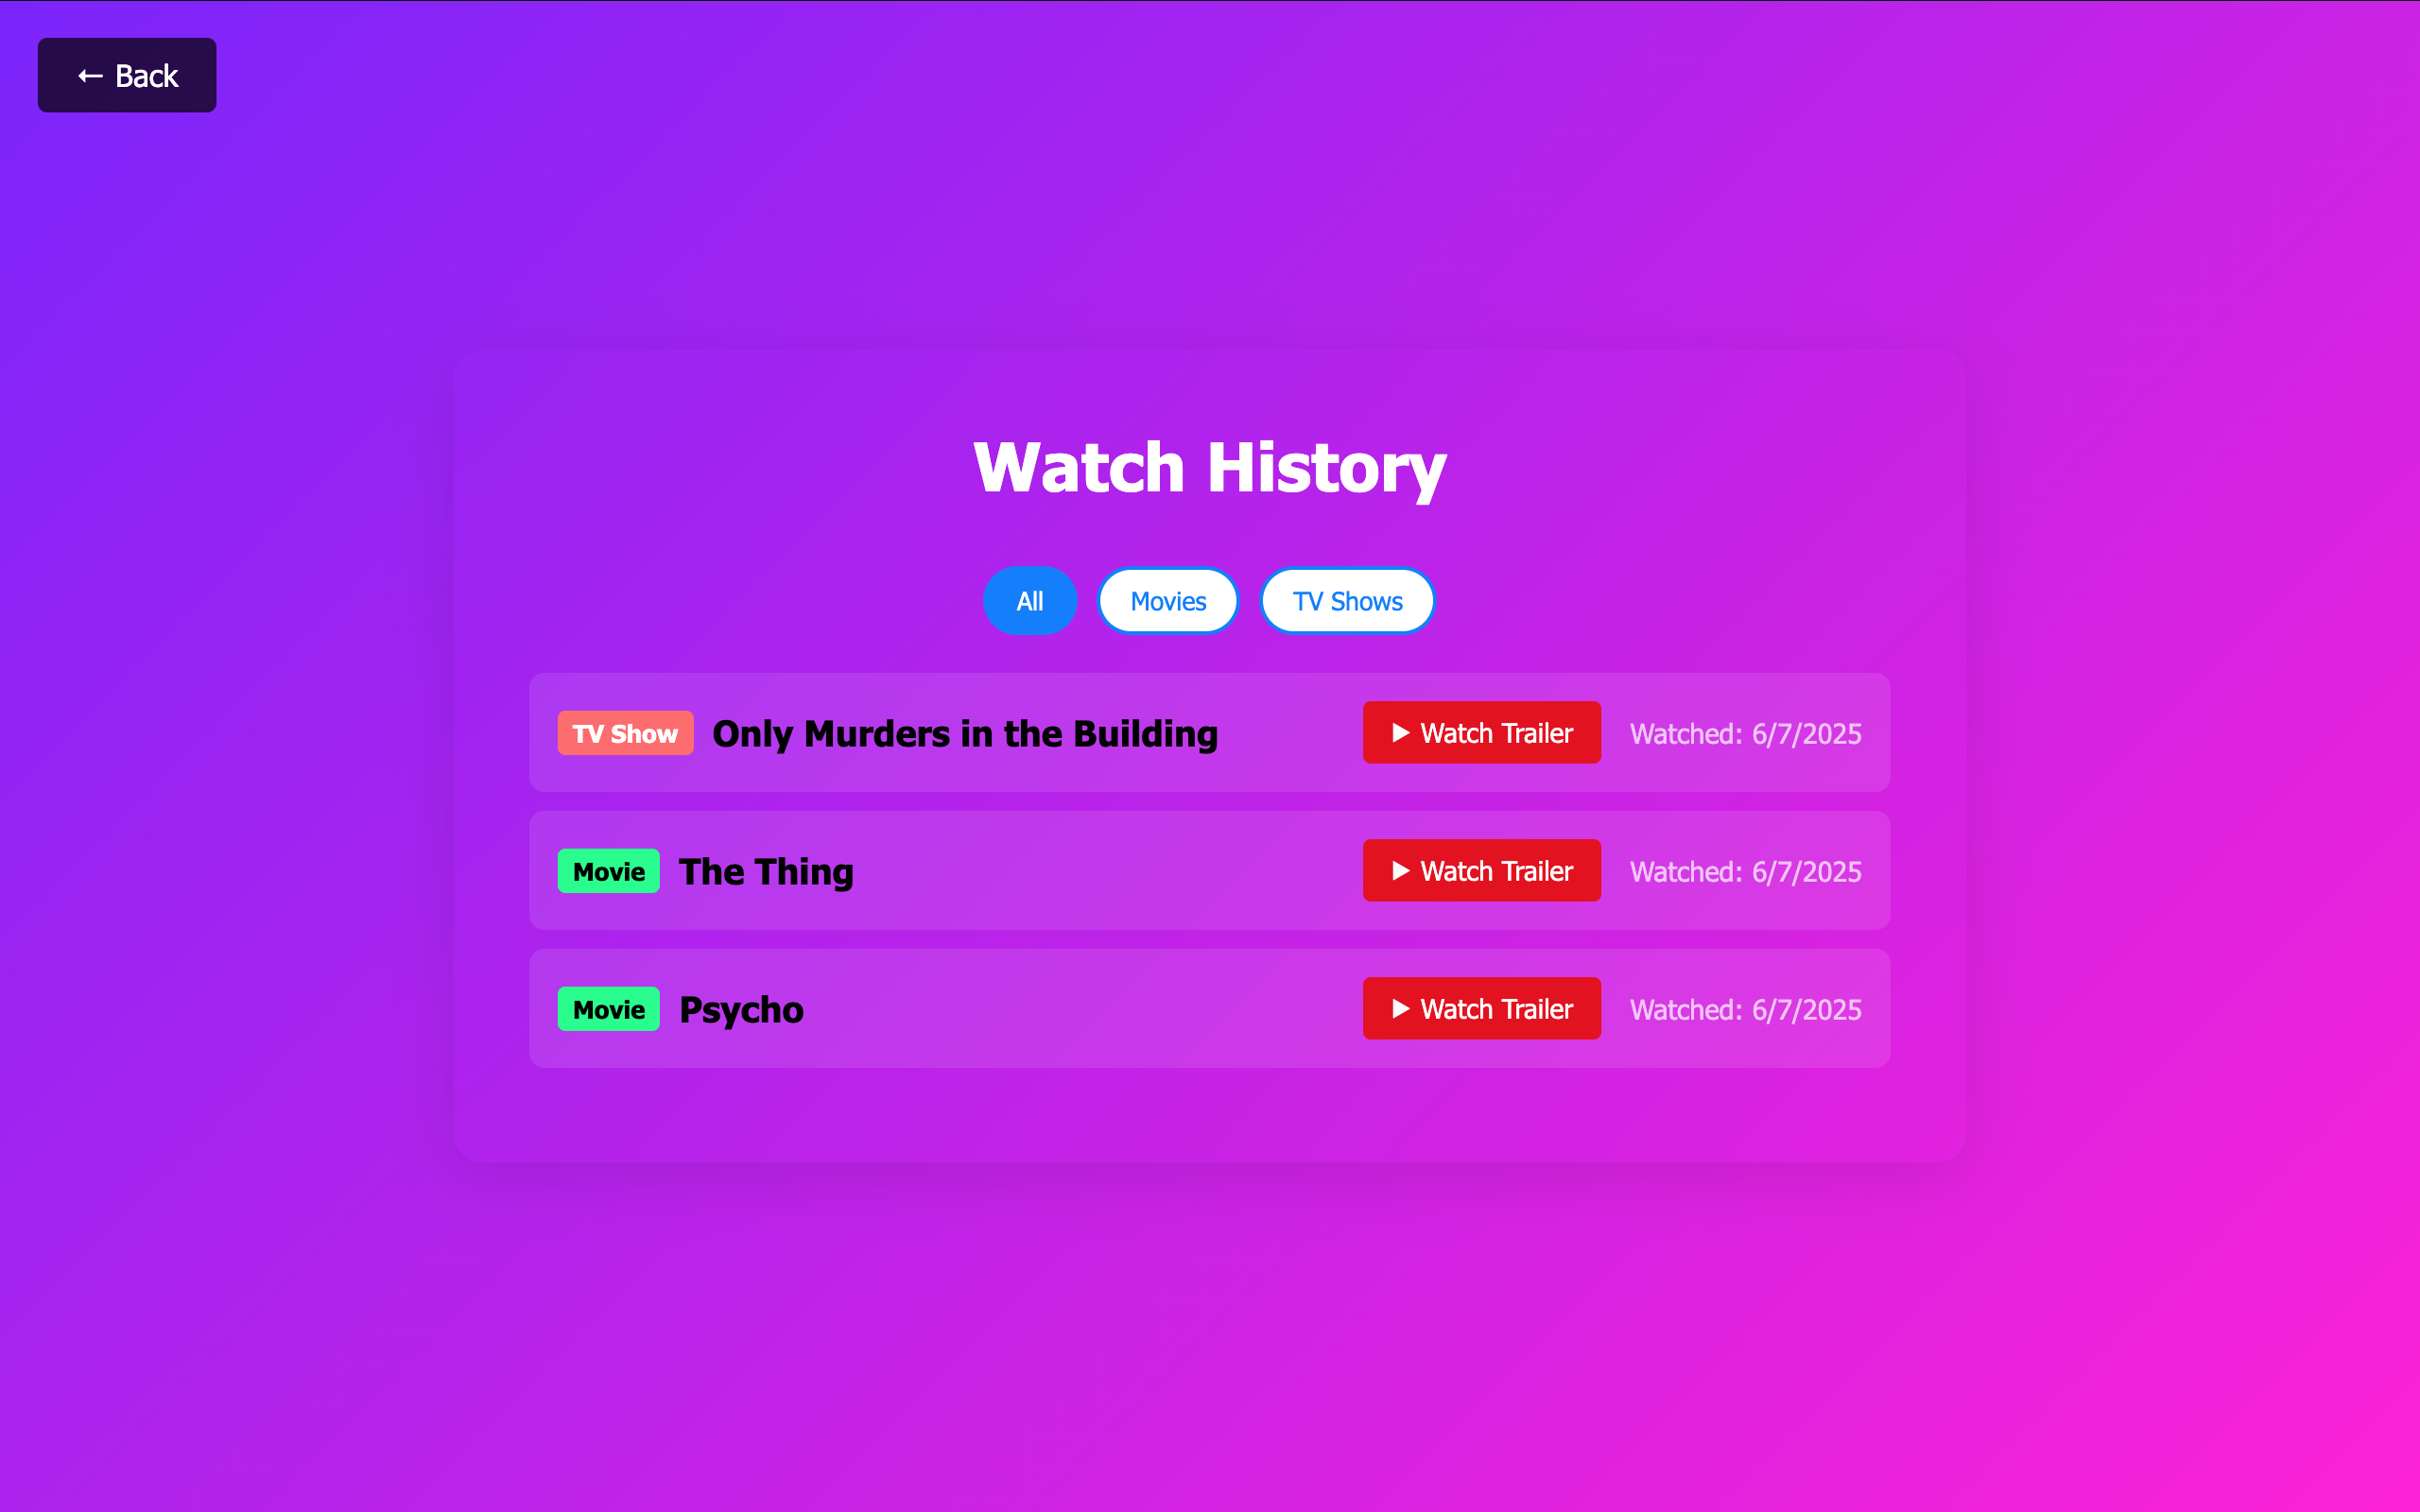 ← Back
Watch History
All Movies TV Shows
TV Show Only Murders in the Building ▶ Watch Trailer Watched: 6/7/2025
Movie The Thing ▶ Watch Trailer Watched: 6/7/2025
Movie Psycho ▶ Watch Trailer Watched: 6/7/2025